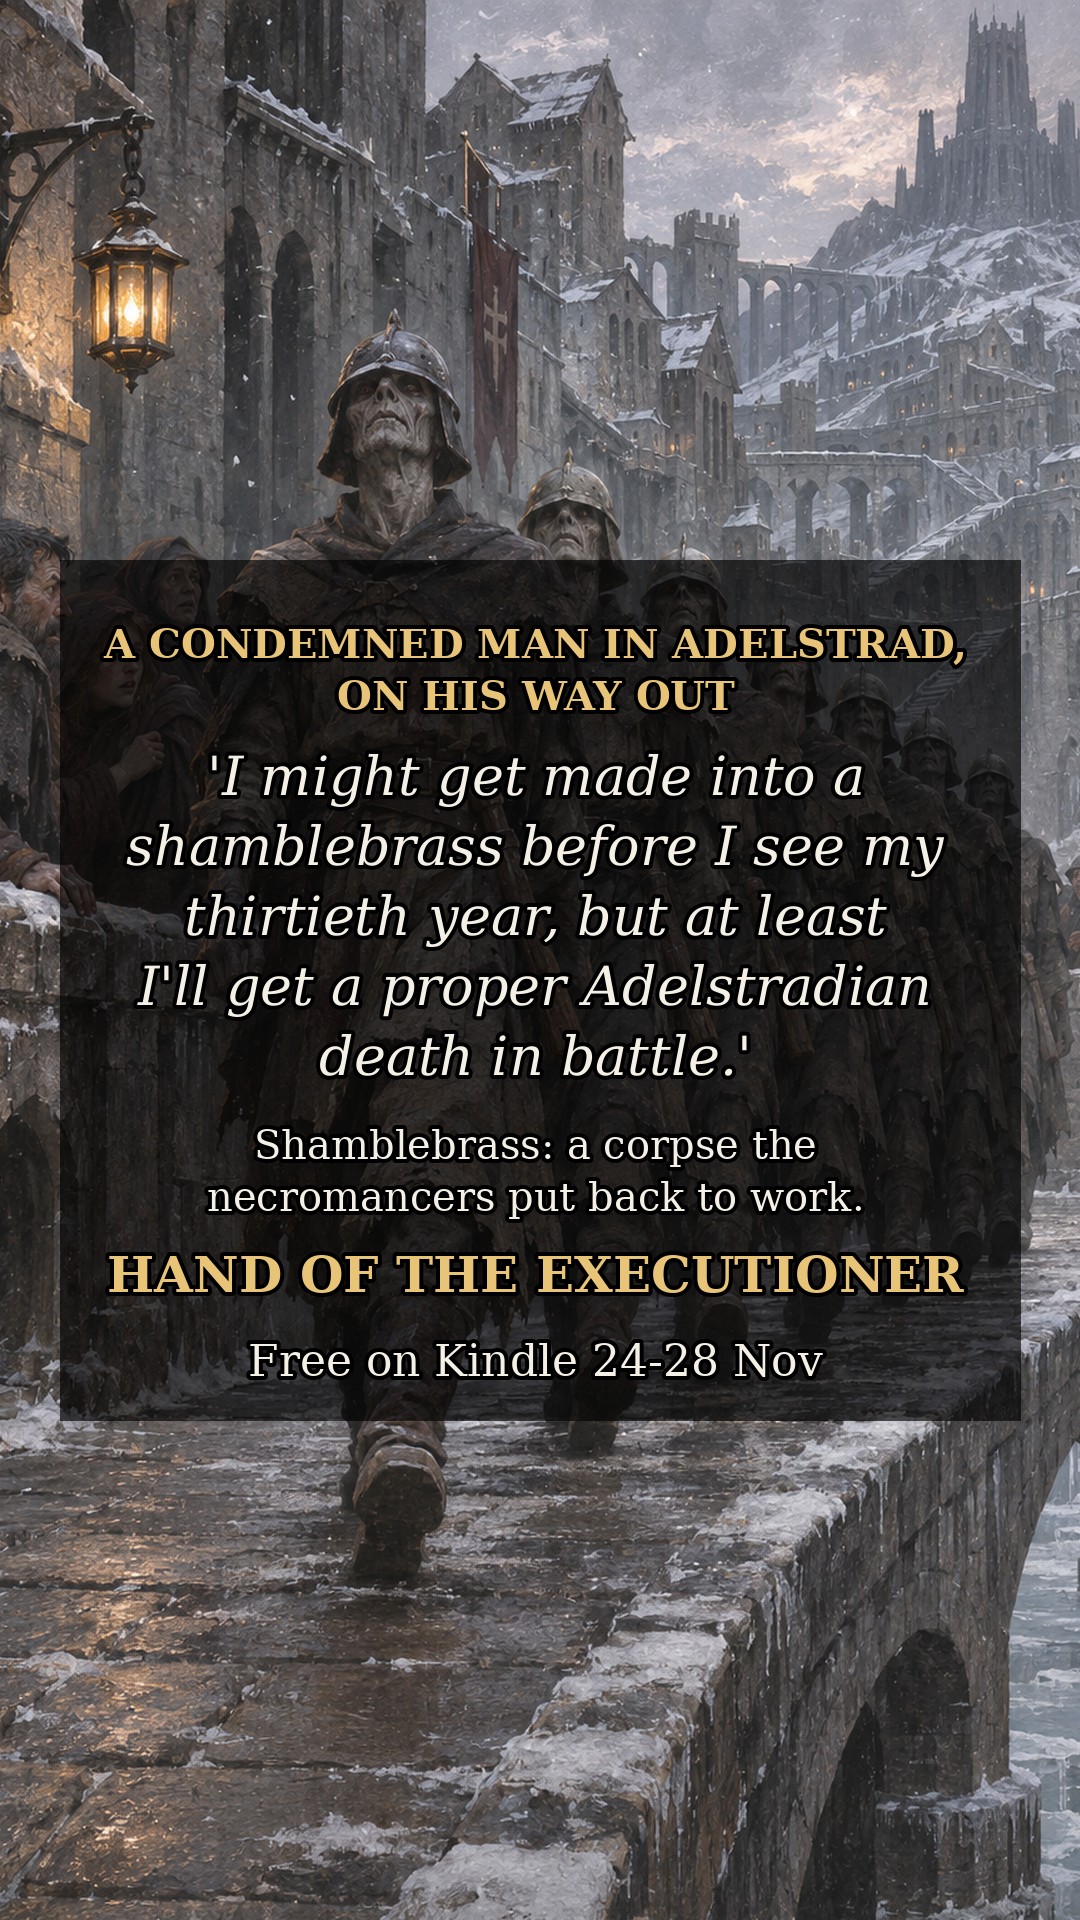 A CONDEMNED MAN IN ADELSTRAD,
ON HIS WAY OUT
'I might get made into a
shamblebrass before I see my
thirtieth year, but at least
I'll get a proper Adelstradian
death in battle.'
Shamblebrass: a corpse the
necromancers put back to work.
HAND OF THE EXECUTIONER
Free on Kindle 24-28 Nov